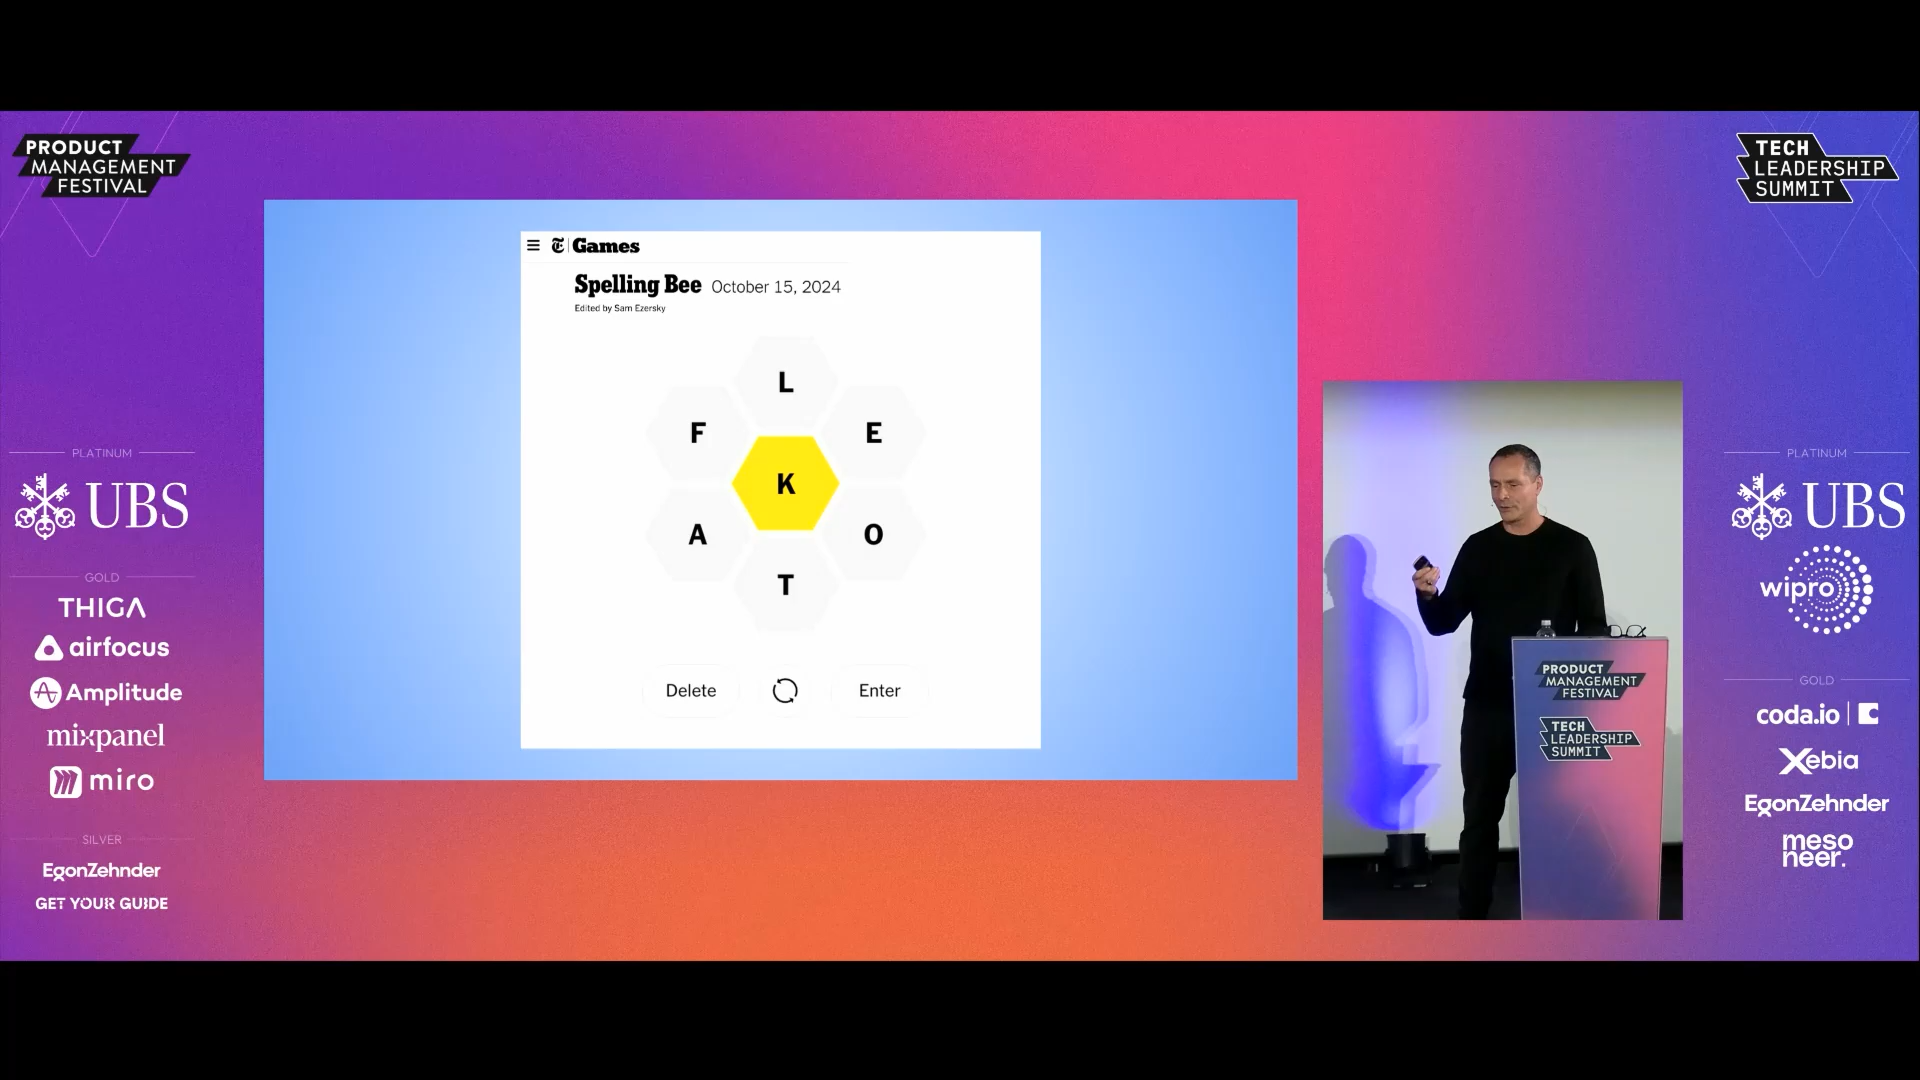 PRODUCT
MANAGEMENT
FESTIVAL
TECH
LEADERSHIP
SUMMIT
Games
Spelling Bee October 15, 2024
Edited by Sam Ezersky
L
F
E
K
A
O
T
Delete
Enter
PLATINUM
UBS
GOLD
THIGA
airfocus
Amplitude
mixpanel
miro
SILVER
EgonZehnder
GET YOUR GUIDE
PRODUCT
MANAGEMENT
FESTIVAL
TECH
LEADERSHIP
SUMMIT
PLATINUM
UBS
wipro
GOLD
coda.io
Xebia
EgonZehnder
meso
neer.